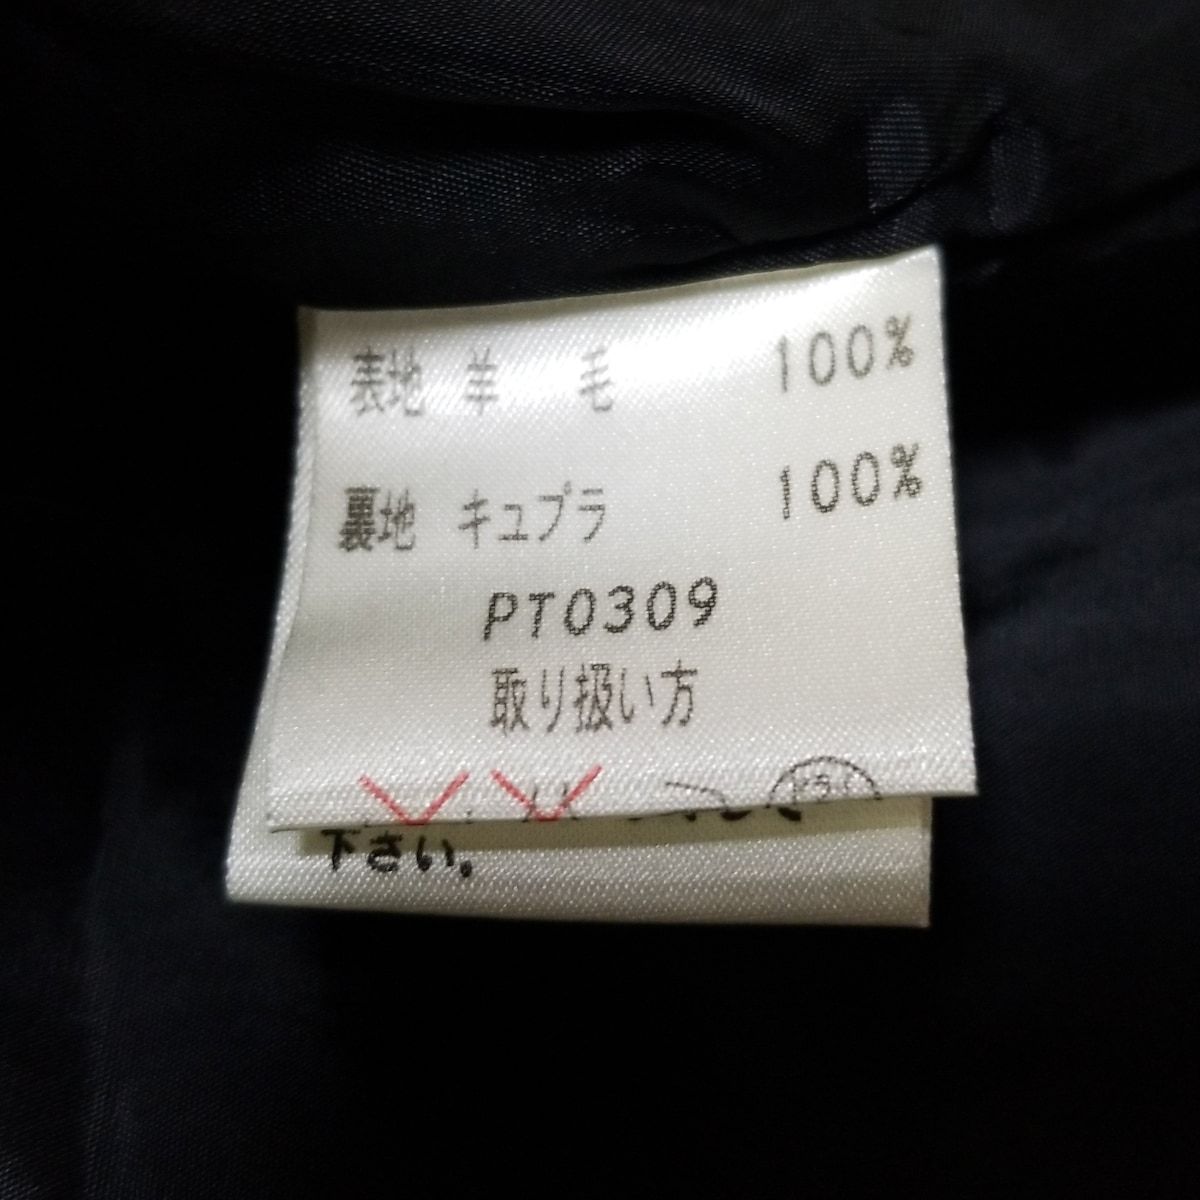 表地 羊 毛 100%
裏地 キュプラ 100%
PT0309
取り扱い方
下さい。